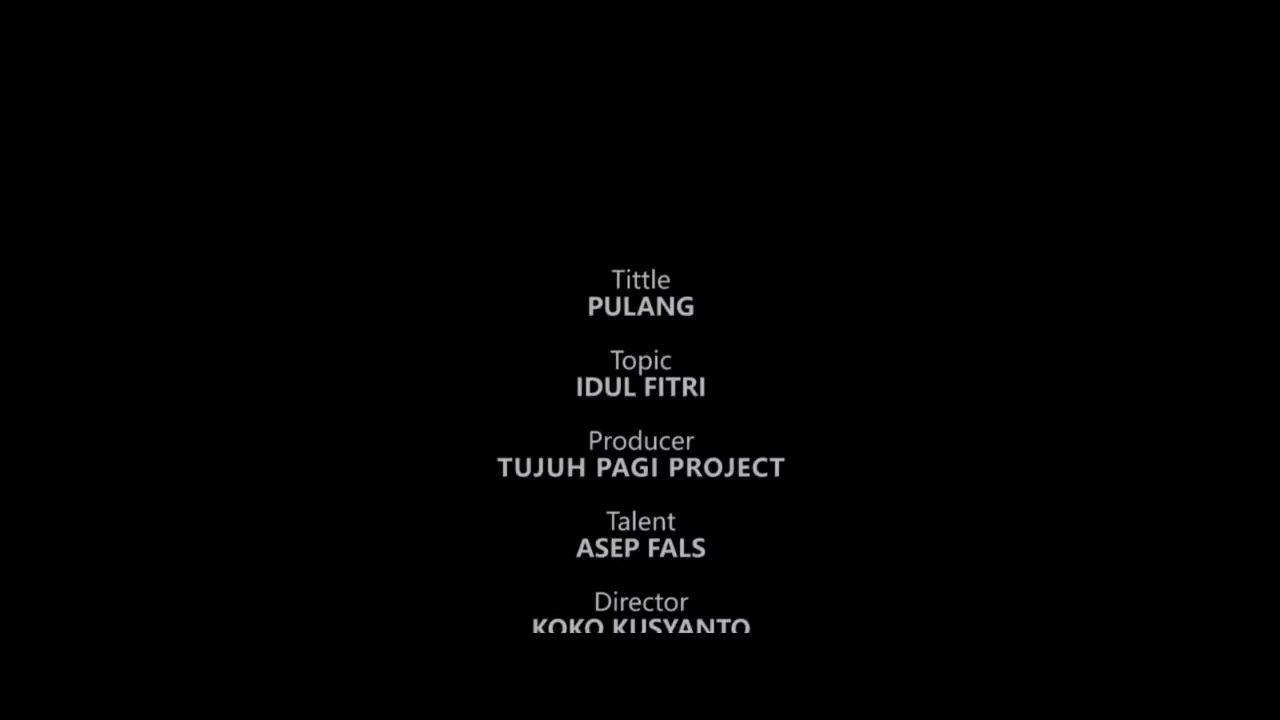 Tittle
PULANG
Topic
IDUL FITRI
Producer
TUJUH PAGI PROJECT
Talent
ASEP FALS
Director
KOKO KUSYANTO